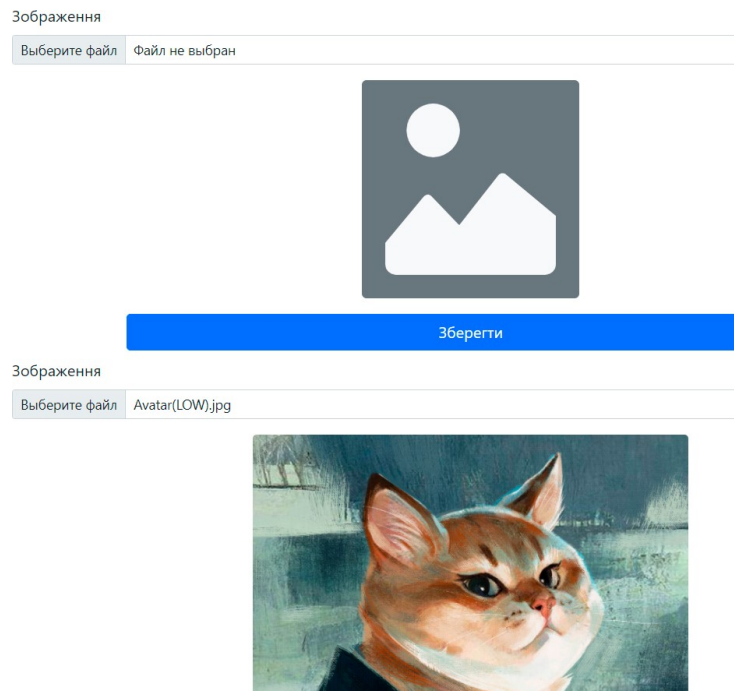 Зображення
Выберите файл Файл не выбран
Зберегти
Зображення
Выберите файл Avatar(LOW).jpg